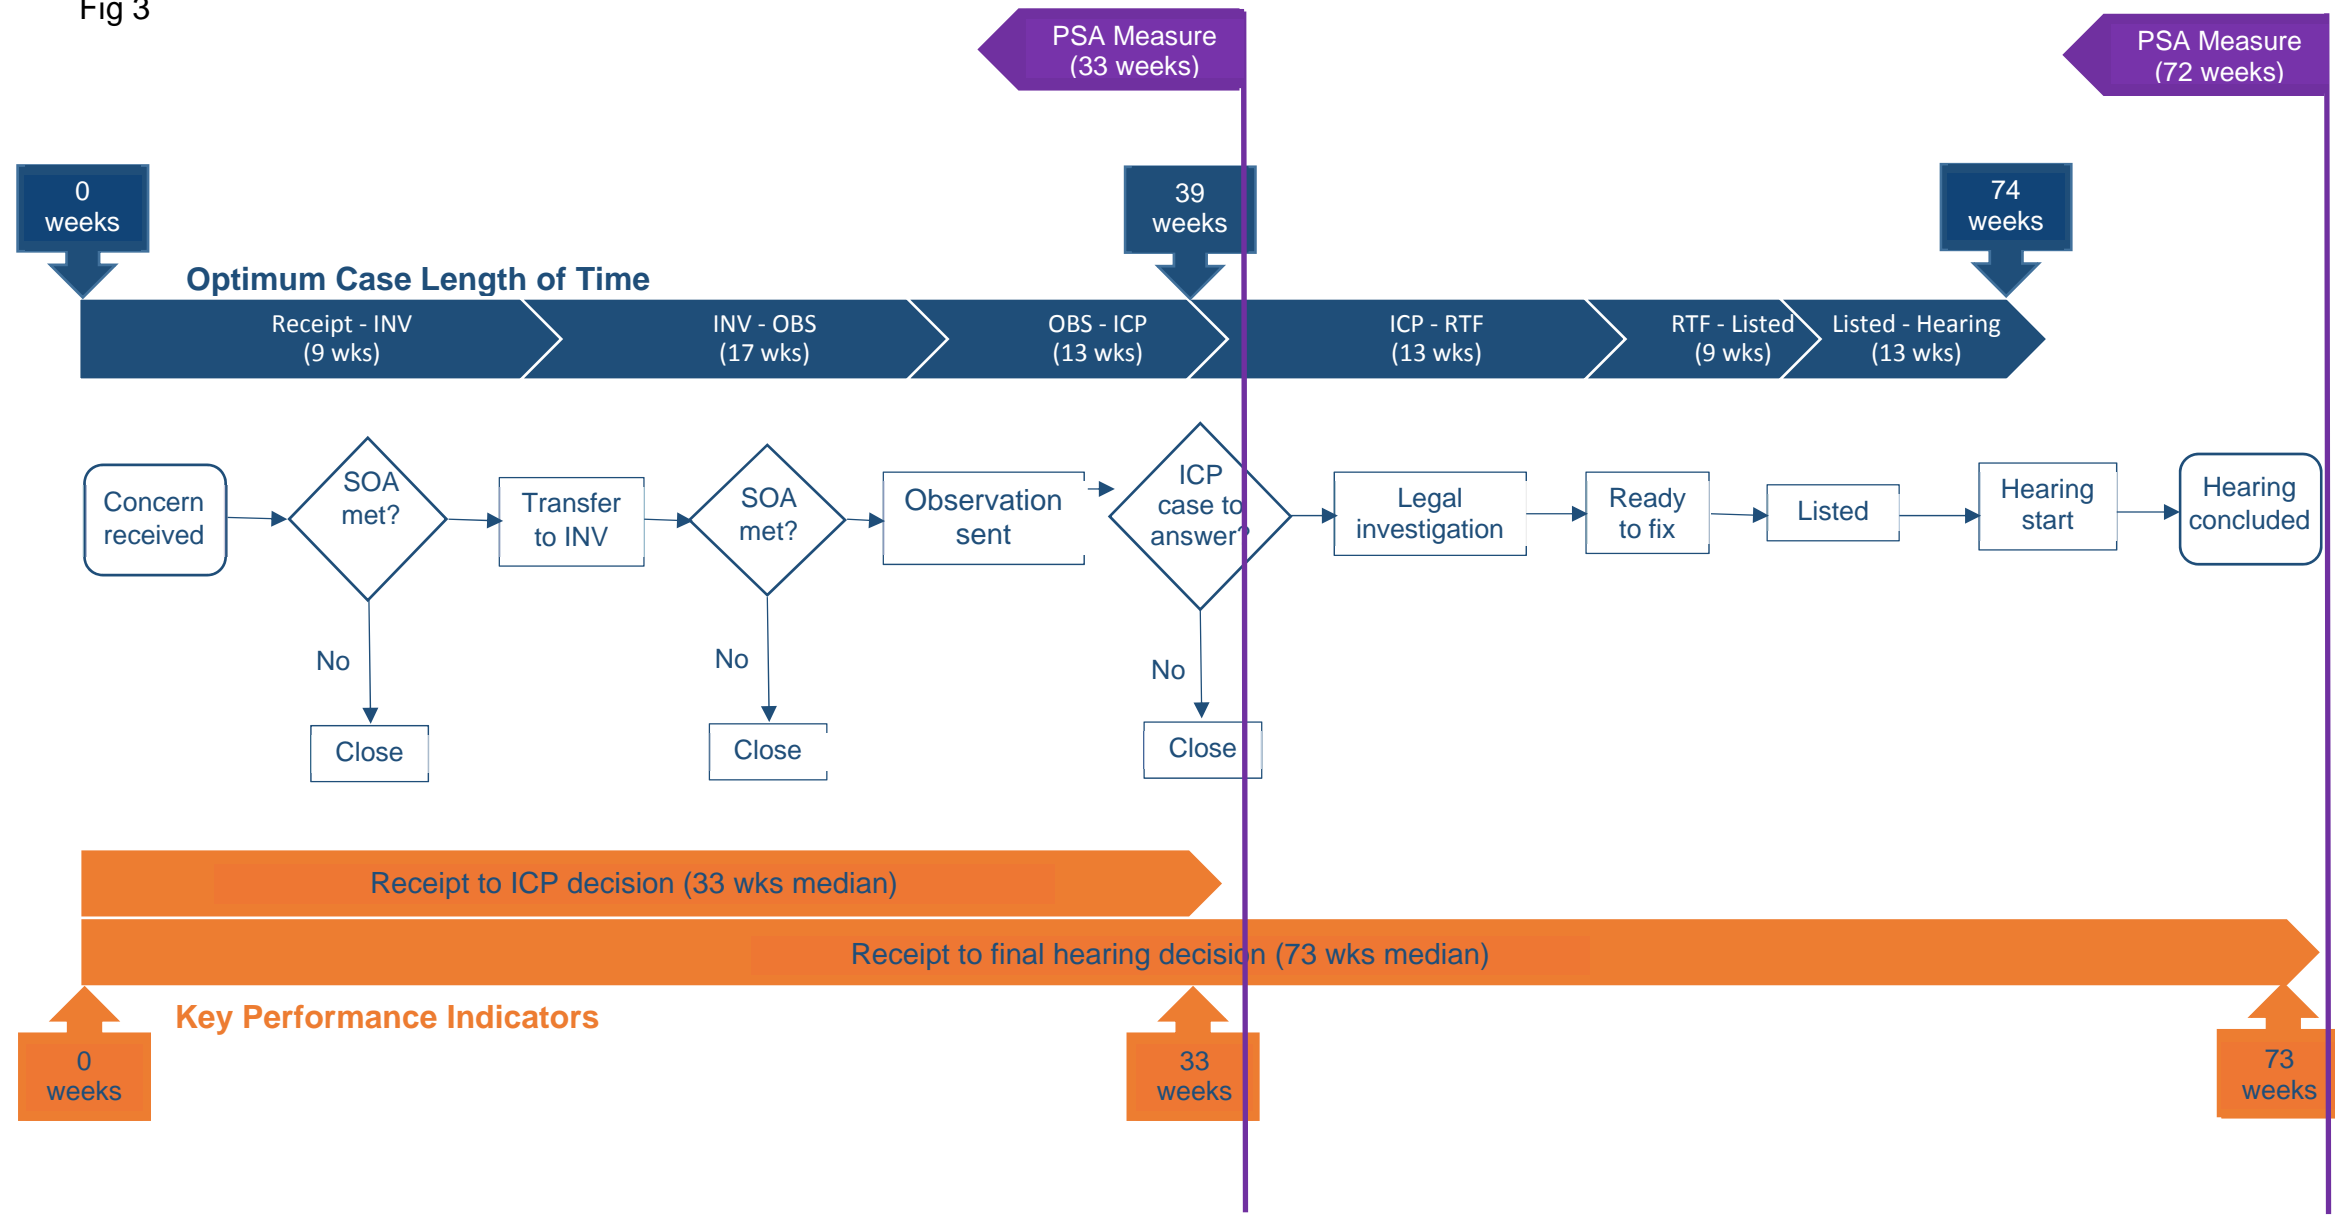 Fig 3
PSA Measure
(33 weeks)
PSA Measure
(72 weeks)
0
weeks
39
weeks
74
weeks
Optimum Case Length of Time
Receipt - INV
(9 wks)
INV - OBS
(17 wks)
OBS - ICP
(13 wks)
ICP - RTF
(13 wks)
RTF - Listed
(9 wks)
Listed - Hearing
(13 wks)
Concern
received
SOA
met?
Transfer
to INV
SOA
met?
Observation
sent
ICP
case to
answer?
Legal
investigation
Ready
to fix
Listed
Hearing
start
Hearing
concluded
No
No
No
Close
Close
Close
Receipt to ICP decision (33 wks median)
Receipt to final hearing decision (73 wks median)
Key Performance Indicators
0
weeks
33
weeks
73
weeks